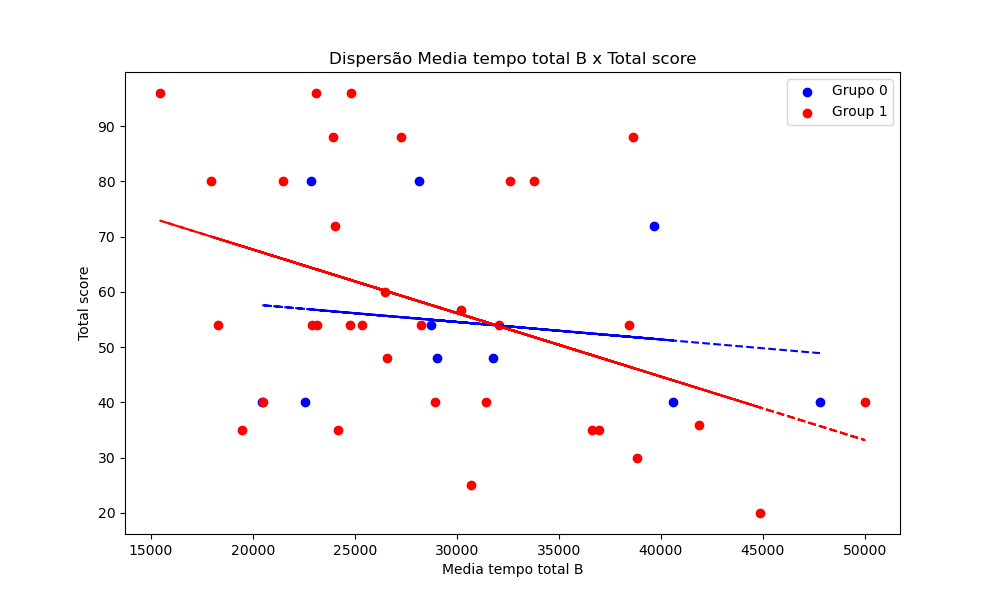 Dispersão Media tempo total B x Total score
Grupo 0
Group 1
Total score
90
80
70
60
50
40
30
20
15000 20000 25000 30000 35000 40000 45000 50000
Media tempo total B